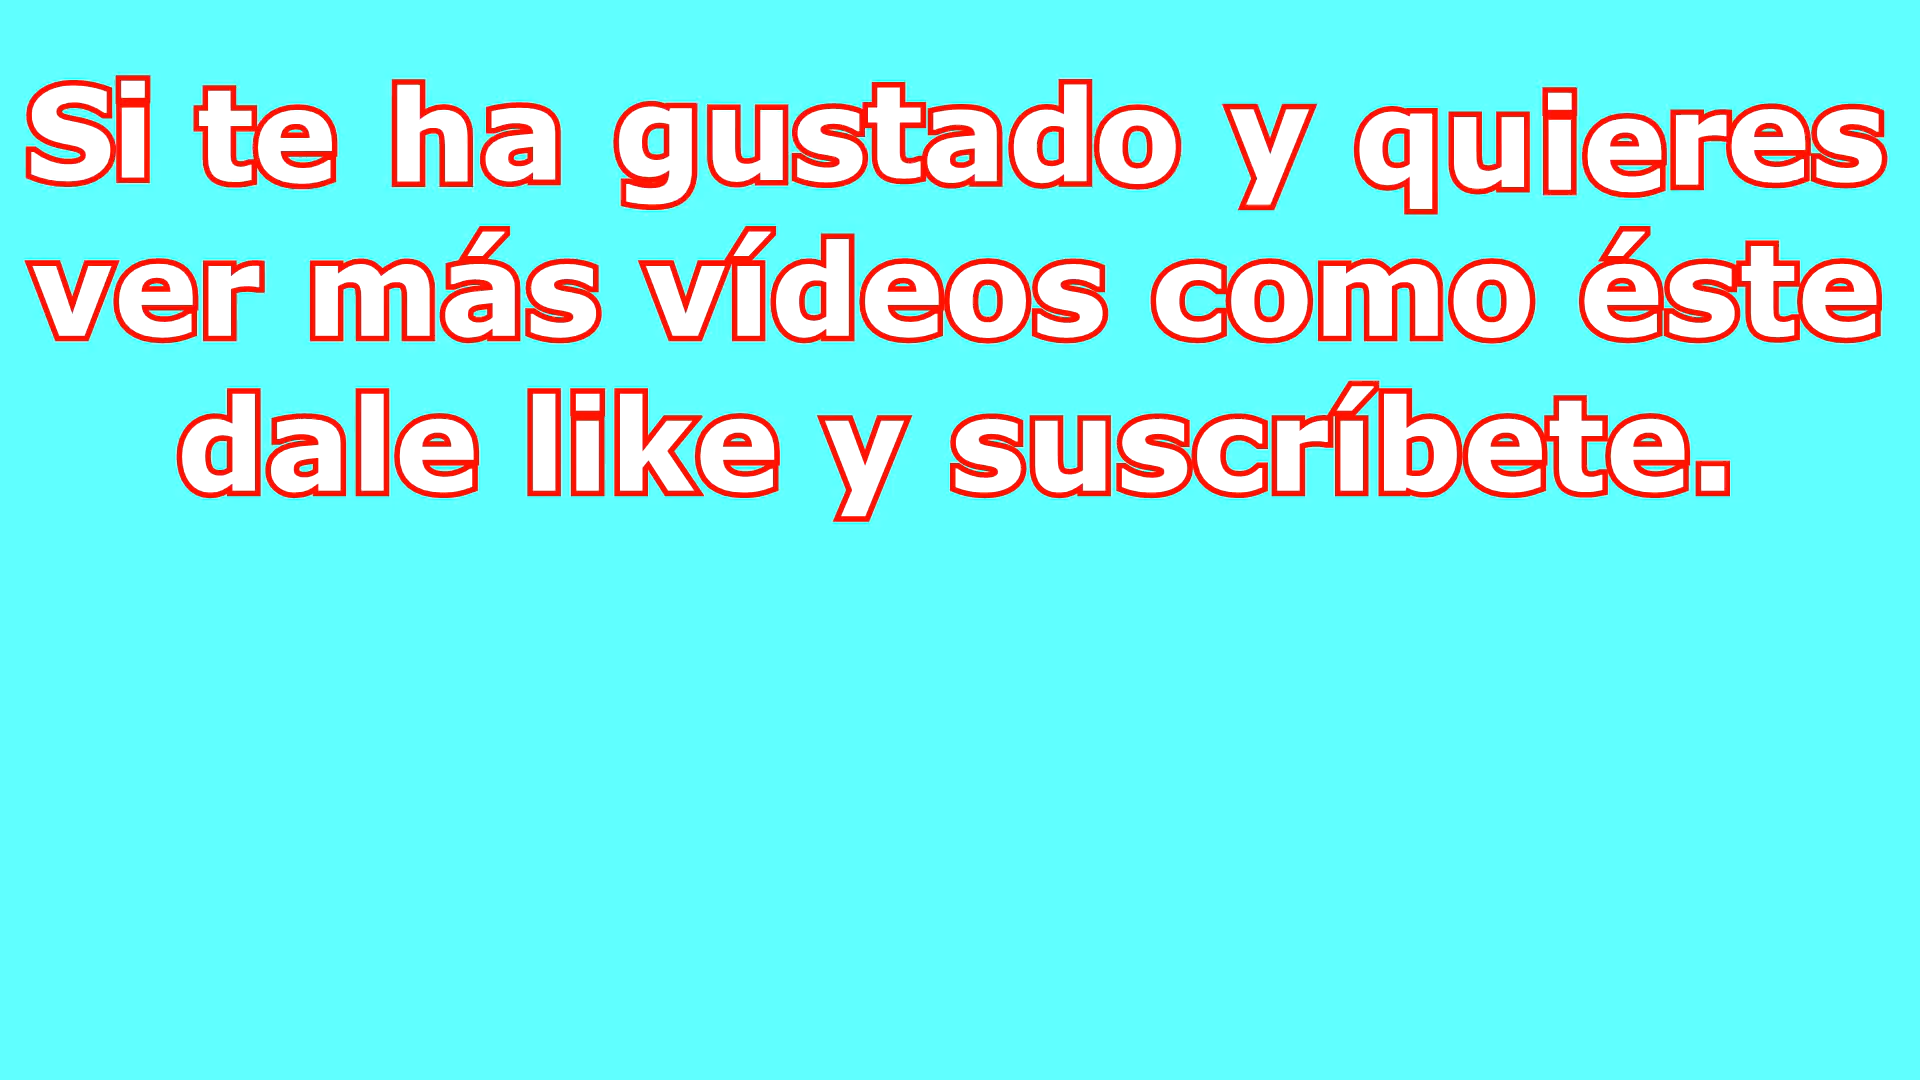 Si te ha gustado y quieres
ver más vídeos como éste
dale like y suscríbete.